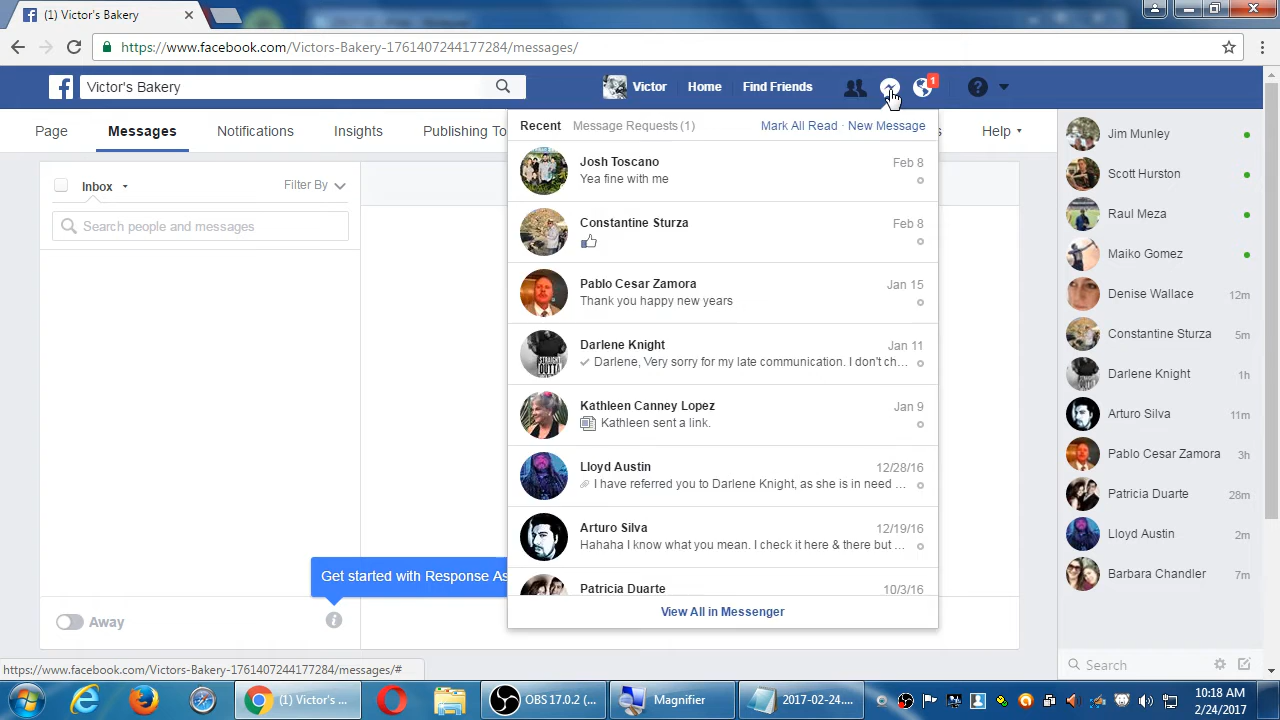 (1) Victor's Bakery
https://www.facebook.com/Victors-Bakery-1761407244177284/messages/
Victor's Bakery
Victor
Home
Find Friends
1
Page
Messages
Notifications
Insights
Publishing To
s
Help
Inbox
Filter By
Search people and messages
Get started with Response As
Away
Recent
Message Requests (1)
Mark All Read · New Message
Josh Toscano
Feb 8
Yea fine with me
Constantine Sturza
Feb 8
Pablo Cesar Zamora
Jan 15
Thank you happy new years
Darlene Knight
Jan 11
Darlene, Very sorry for my late communication. I don't ch...
Kathleen Canney Lopez
Jan 9
Kathleen sent a link.
Lloyd Austin
12/28/16
I have referred you to Darlene Knight, as she is in need ...
Arturo Silva
12/19/16
Hahaha I know what you mean. I check it here & there but ...
Patricia Duarte
10/3/16
View All in Messenger
Jim Munley
Scott Hurston
Raul Meza
Maiko Gomez
Denise Wallace 12m
Constantine Sturza 5m
Darlene Knight 1h
Arturo Silva 11m
Pablo Cesar Zamora 3h
Patricia Duarte 28m
Lloyd Austin 2m
Barbara Chandler 7m
Search
https://www.facebook.com/Victors-Bakery-1761407244177284/messages/#
(1) Victor's ...
OBS 17.0.2 (...
Magnifier
2017-02-24....
10:18 AM
2/24/2017